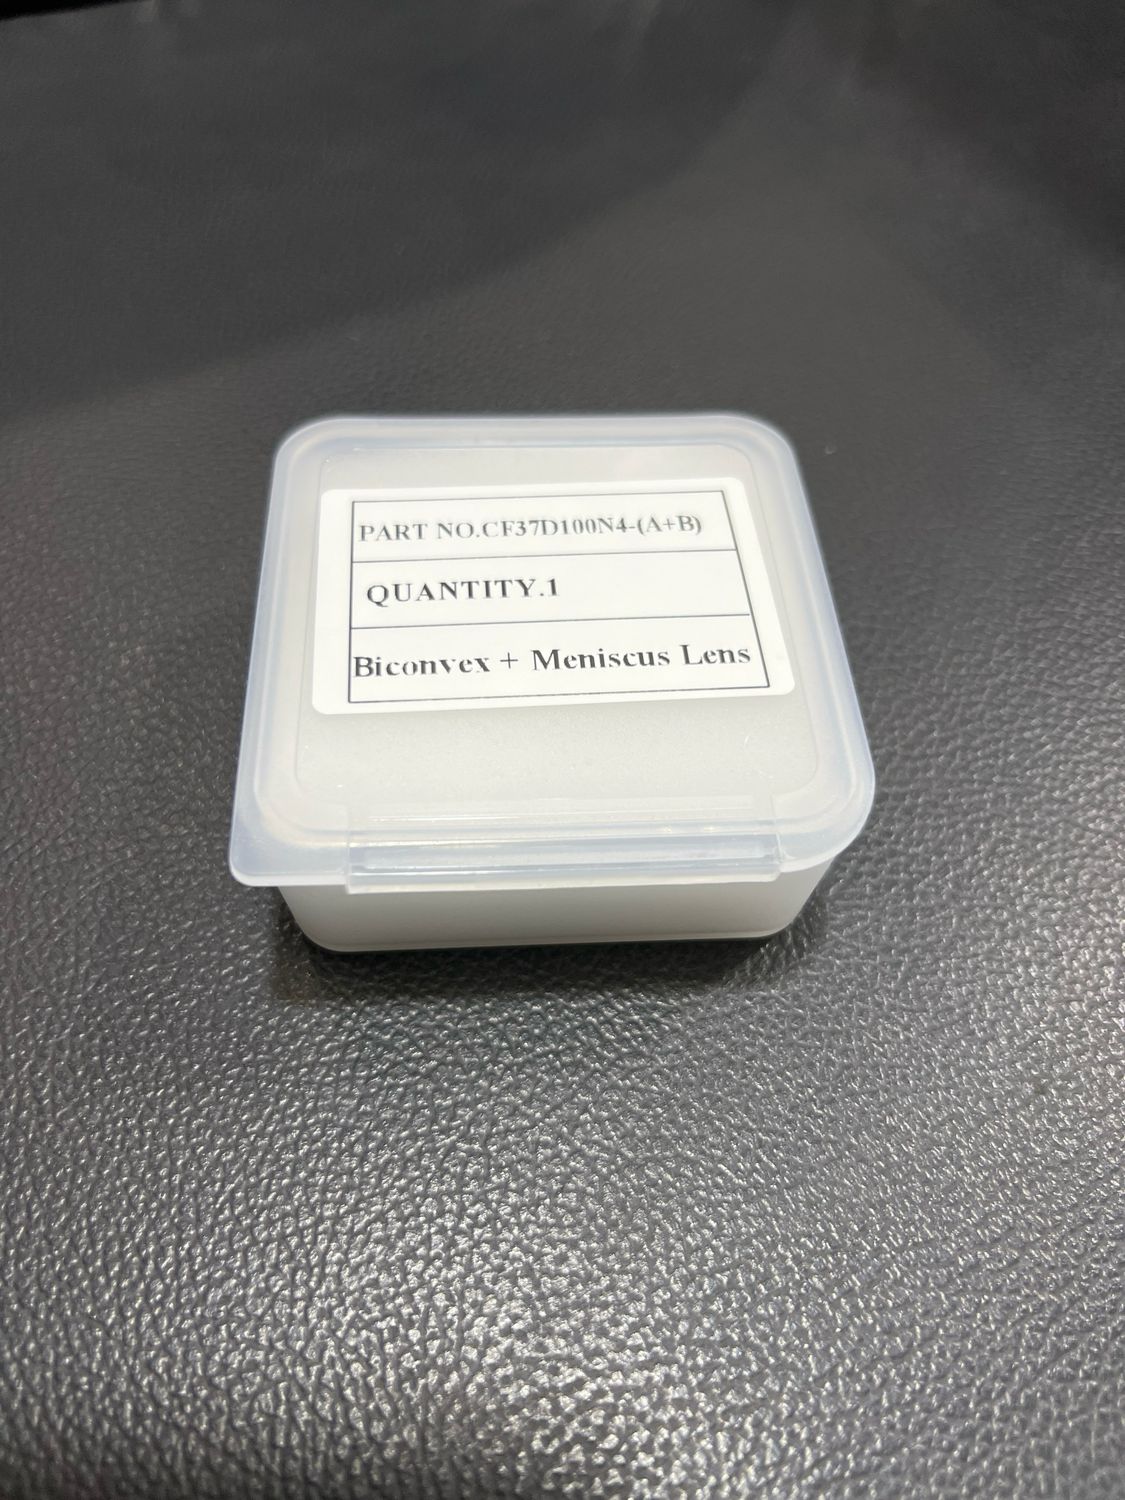 PART NO.CF37D100N4-(A+B)
QUANTITY.1
Biconvex + Meniscus Lens